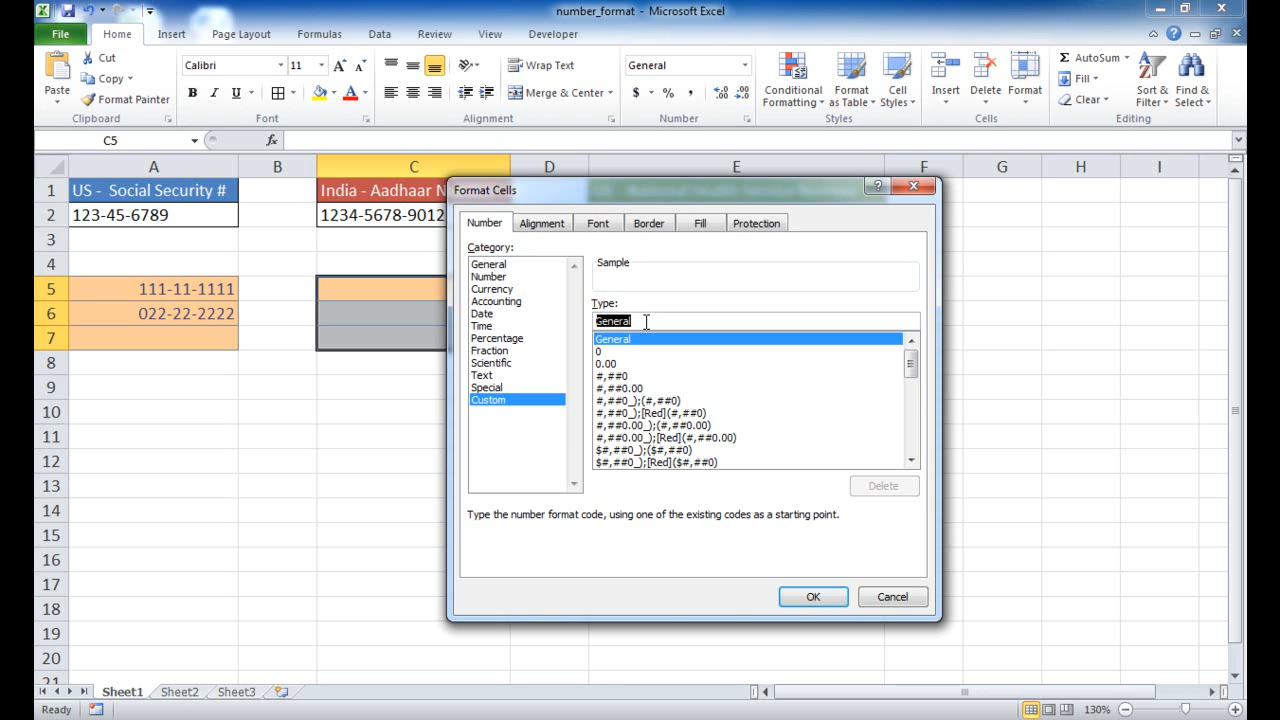 number_format - Microsoft Excel
File Home Insert Page Layout Formulas Data Review View Developer
Paste
Cut
Copy
Format Painter
Clipboard
Calibri 11
B I U
Font
Wrap Text
Merge & Center
Alignment
General
$ % ,
Number
Conditional Formatting
Format as Table
Cell Styles
Styles
Insert Delete Format
Cells
AutoSum
Fill
Clear
Sort & Filter
Find & Select
Editing
C5 fx
A B C D E F G H I
1 US - Social Security # India - Aadhaar N
2 123-45-6789 1234-5678-9012
3
4
5 111-11-1111
6 022-22-2222
7
8
9
10
11
12
13
14
15
16
17
18
19
20
21
Format Cells
Number Alignment Font Border Fill Protection
Category:
General
Number
Currency
Accounting
Date
Time
Percentage
Fraction
Scientific
Text
Special
Custom
Sample
Type:
General
General
0
0.00
#,##0
#,##0.00
#,##0_);(#,##0)
#,##0_);[Red](#,##0)
#,##0.00_);(#,##0.00)
#,##0.00_);[Red](#,##0.00)
$#,##0_);($#,##0)
$#,##0_);[Red]($#,##0)
Delete
Type the number format code, using one of the existing codes as a starting point.
OK Cancel
Sheet1 Sheet2 Sheet3
Ready 130%